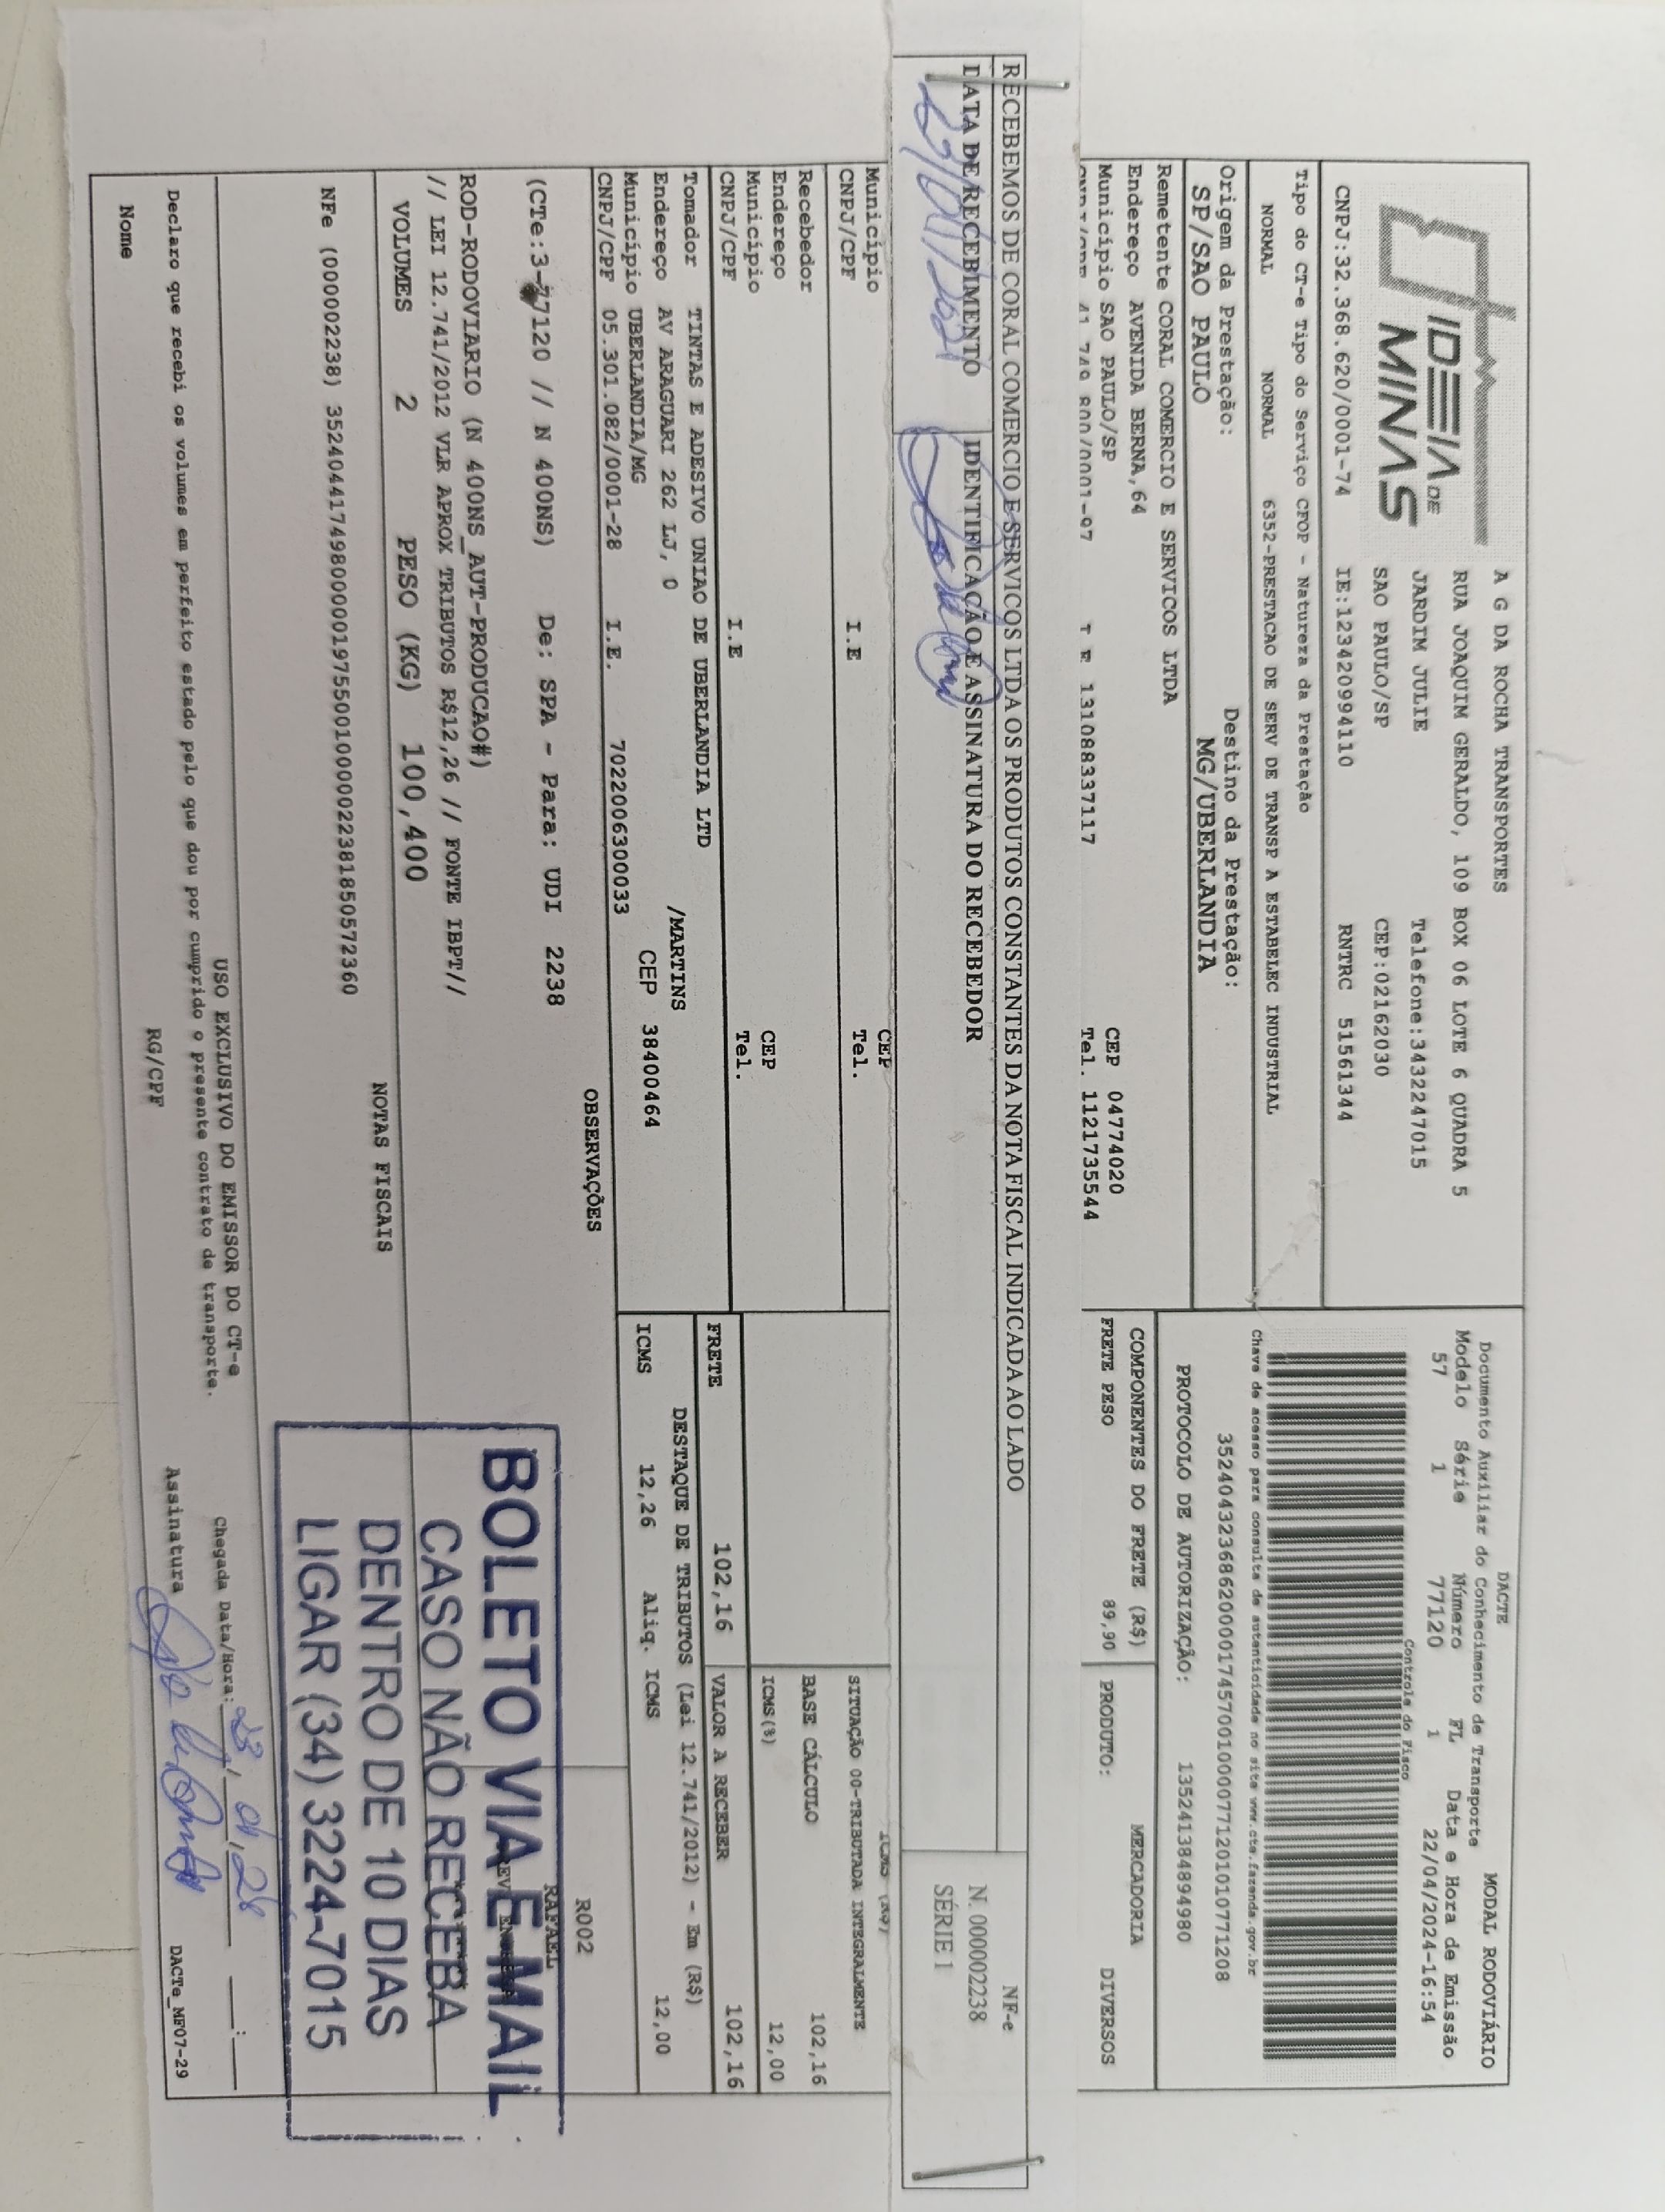 IDEIA DE
MINAS
A G DA ROCHA TRANSPORTES
RUA JOAQUIM GERALDO, 109 BOX 06 LOTE 6 QUADRA 5
JARDIM JULIE
Telefone:3432247015
SAO PAULO/SP
CEP:02162030
CNPJ:32.368.620/0001-74
IE:123420994110
RNTRC 51561344
DACTE
MODAL RODOVIÁRIO
Documento Auxiliar do Conhecimento de Transporte
Modelo Série Número FL Data e Hora de Emissão
57 1 77120 1 22/04/2024-16:54
Controle do Fisco
Tipo do CT-e Tipo do Serviço CFOP - Natureza da Prestação
NORMAL NORMAL 6352-PRESTACAO DE SERV DE TRANSP A ESTABELEC INDUSTRIAL
Chave de acesso para consulta de autenticidade no site www.cte.fazenda.gov.br
35240432368620000174570010000771201010771208
Origem da Prestação:
SP/SAO PAULO
Destino da Prestação:
MG/UBERLANDIA
PROTOCOLO DE AUTORIZAÇÃO: 135241384894980
Remetente CORAL COMERCIO E SERVICOS LTDA
Endereço AVENIDA BERNA,64
Município SAO PAULO/SP
CEP 04774020
13108837117
Tel. 1121735544
COMPONENTES DO FRETE (R$)
MERCADORIA
FRETE PESO 89,90
PRODUTO: DIVERSOS
RECEBEMOS DE CORAL COMERCIO E SERVICOS LTDA OS PRODUTOS CONSTANTES DA NOTA FISCAL INDICADA AO LADO
DATA DE RECEBIMENTO
IDENTIFICAÇÃO E ASSINATURA DO RECEBEDOR
NF-e
N. 000002238
SÉRIE 1
Município
CEP
CNPJ/CPF
I.E
Tel.
SITUAÇÃO 00-TRIBUTADA INTEGRALMENTE
Recebedor
BASE CÁLCULO 102,16
Endereço
CEP
ICMS(%) 12,00
Município
Tel.
CNPJ/CPF
I.E
FRETE 102,16
VALOR A RECEBER 102,16
Tomador TINTAS E ADESIVO UNIAO DE UBERLANDIA LTD
/MARTINS
DESTAQUE DE TRIBUTOS (Lei 12.741/2012) - Em (R$)
Endereço AV ARAGUARI 262 LJ, 0
CEP 38400464
Município UBERLANDIA/MG
ICMS 12,26 Aliq. ICMS 12,00
CNPJ/CPF 05.301.082/0001-28 I.E. 7022006300033
OBSERVAÇÕES
R002
RAFAEL
(CTe:3-77120 // N 400NS) De: SPA - Para: UDI 2238
ROD-RODOVIARIO (N 400NS_AUT-PRODUCAO#)
// LEI 12.741/2012 VLR APROX TRIBUTOS R$12,26 // FONTE IBPT//
VOLUMES 2 PESO (KG) 100,400
NOTAS FISCAIS
NFe (000002238) 35240441749800000197550010000022381850572360
BOLETO VIA E-MAIL
CASO NÃO RECEBA
DENTRO DE 10 DIAS
LIGAR (34) 3224-7015
USO EXCLUSIVO DO EMISSOR DO CT-e
Declaro que recebi os volumes em perfeito estado pelo que dou por cumprido o presente contrato de transporte.
Chegada Data/Hora:
Nome
RG/CPF
Assinatura
DACTe_MF07-29